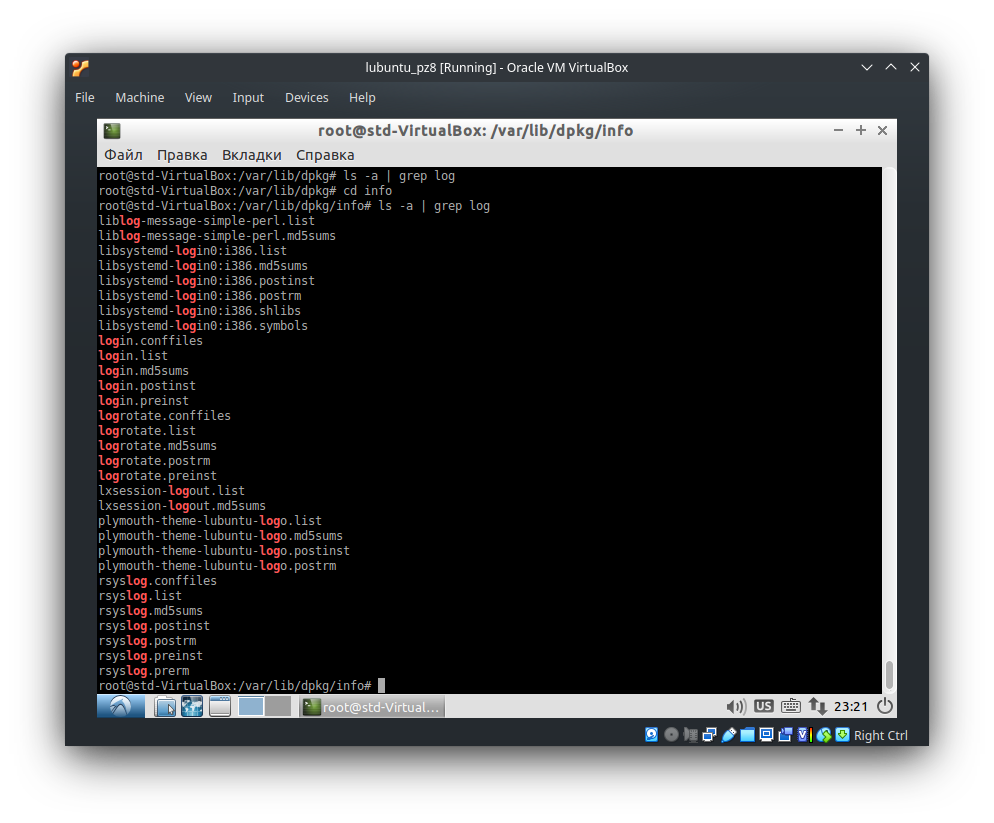 lubuntu_pz8 [Running] - Oracle VM VirtualBox
File Machine View Input Devices Help
root@std-VirtualBox: /var/lib/dpkg/info
Файл Правка Вкладки Справка
root@std-VirtualBox:/var/lib/dpkg# ls -a | grep log
root@std-VirtualBox:/var/lib/dpkg# cd info
root@std-VirtualBox:/var/lib/dpkg/info# ls -a | grep log
liblog-message-simple-perl.list
liblog-message-simple-perl.md5sums
libsystemd-login0:i386.list
libsystemd-login0:i386.md5sums
libsystemd-login0:i386.postinst
libsystemd-login0:i386.postrm
libsystemd-login0:i386.shlibs
libsystemd-login0:i386.symbols
login.conffiles
login.list
login.md5sums
login.postinst
login.preinst
logrotate.conffiles
logrotate.list
logrotate.md5sums
logrotate.postrm
logrotate.preinst
lxsession-logout.list
lxsession-logout.md5sums
plymouth-theme-lubuntu-logo.list
plymouth-theme-lubuntu-logo.md5sums
plymouth-theme-lubuntu-logo.postinst
plymouth-theme-lubuntu-logo.postrm
rsyslog.conffiles
rsyslog.list
rsyslog.md5sums
rsyslog.postinst
rsyslog.postrm
rsyslog.preinst
rsyslog.prerm
root@std-VirtualBox:/var/lib/dpkg/info#
root@std-Virtual... US 23:21
Right Ctrl